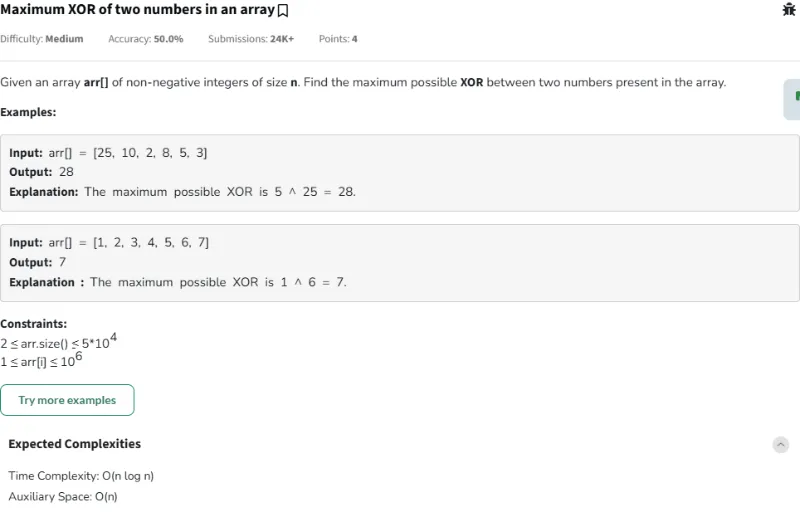 Maximum XOR of two numbers in an array
Difficulty: Medium Accuracy: 50.0% Submissions: 24K+ Points: 4
Given an array arr[] of non-negative integers of size n. Find the maximum possible XOR between two numbers present in the array.
Examples:
Input: arr[] = [25, 10, 2, 8, 5, 3]
Output: 28
Explanation: The maximum possible XOR is 5 ^ 25 = 28.
Input: arr[] = [1, 2, 3, 4, 5, 6, 7]
Output: 7
Explanation : The maximum possible XOR is 1 ^ 6 = 7.
Constraints:
2 ≤ arr.size() ≤ 5*10^4
1 ≤ arr[i] ≤ 10^6
Try more examples
Expected Complexities
Time Complexity: O(n log n)
Auxiliary Space: O(n)